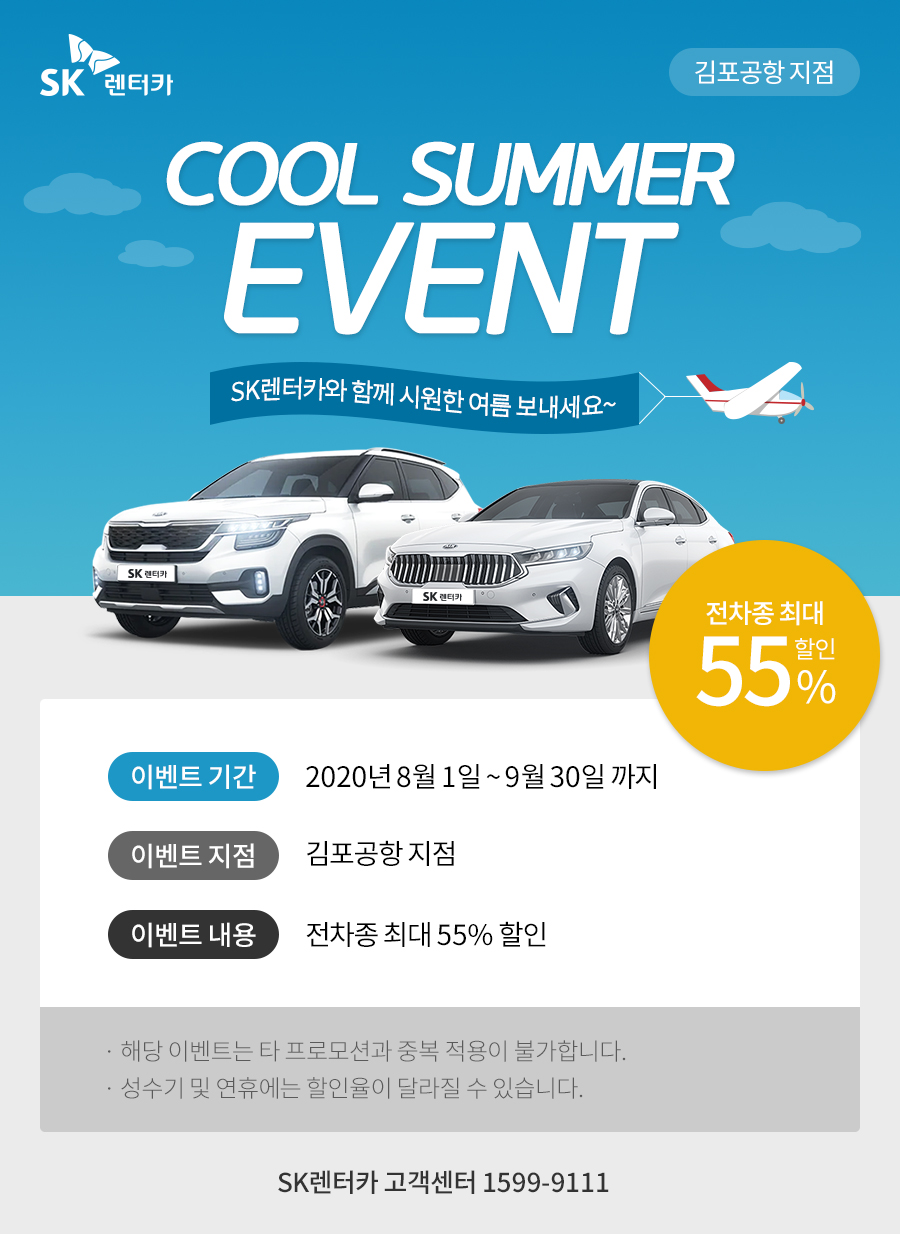 SK 렌터카
김포공항 지점
COOL SUMMER
EVENT
SK렌터카와 함께 시원한 여름 보내세요~
SK 렌터카
SK 렌터카
전차종 최대
55% 할인
이벤트 기간 2020년 8월 1일 ~ 9월 30일 까지
이벤트 지점 김포공항 지점
이벤트 내용 전차종 최대 55% 할인
· 해당 이벤트는 타 프로모션과 중복 적용이 불가합니다.
· 성수기 및 연휴에는 할인율이 달라질 수 있습니다.
SK렌터카 고객센터 1599-9111